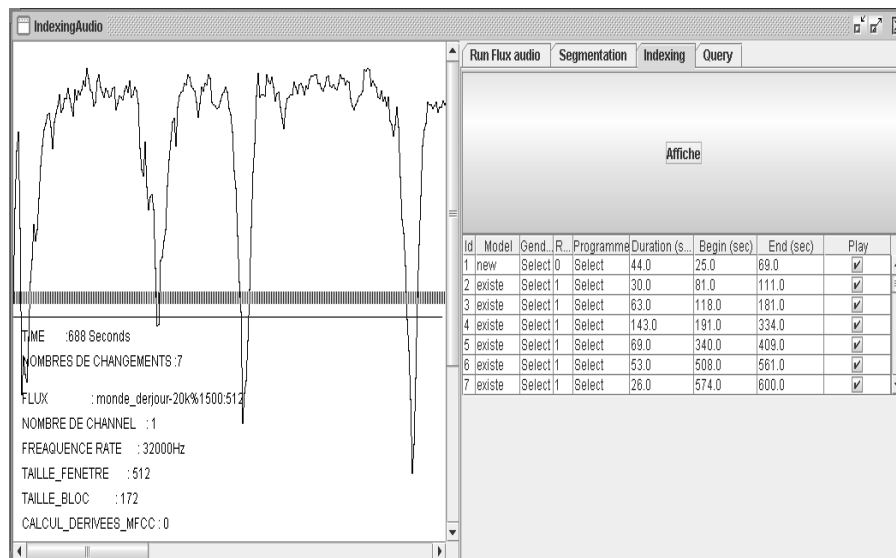 IndexingAudio
Run Flux audio Segmentation Indexing Query
Affiche
Id Model Gend... R... Programme Duration (s... Begin (sec) End (sec) Play
1 new Select 0 Select 44.0 25.0 69.0
2 existe Select 1 Select 30.0 81.0 111.0
3 existe Select 1 Select 63.0 118.0 181.0
4 existe Select 1 Select 143.0 191.0 334.0
5 existe Select 1 Select 69.0 340.0 409.0
6 existe Select 1 Select 53.0 508.0 561.0
7 existe Select 1 Select 26.0 574.0 600.0
TIME :688 Seconds
NOMBRES DE CHANGEMENTS :7
FLUX : monde_derjour-20k%1500:512
NOMBRE DE CHANNEL : 1
FREAQUENCE RATE : 32000Hz
TAILLE_FENETRE : 512
TAILLE_BLOC : 172
CALCUL_DERIVEES_MFCC : 0